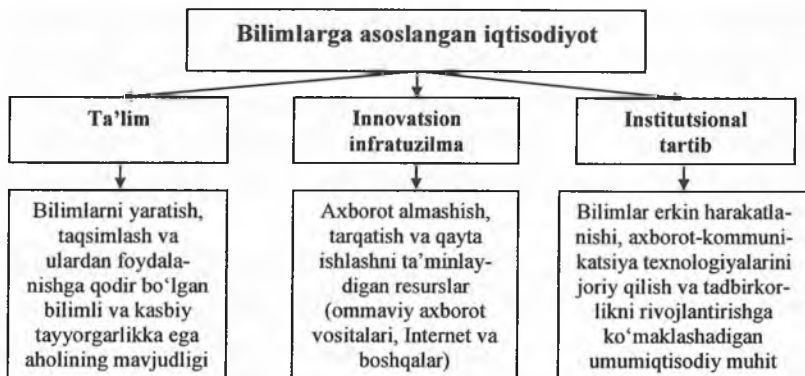 Bilimlarga asoslangan iqtisodiyot
Ta’lim
Innovatsion
infratuzilma
Institutsional
tartib
Bilimlarni yaratish,
taqsimlash va
ulardan foydala-
nishga qodir bo‘lgan
bilimli va kasbiy
tayyorgarlikka ega
aholining mavjudligi
Axborot almashish,
tarqatish va qayta
ishlashni ta’minlay-
digan resurslar
(ommaviy axborot
vositalari, Internet va
boshqalar)
Bilimlar erkin harakatla-
nishi, axborot-kommuni-
katsiya texnologiyalarini
joriy qilish va tadbirkor-
likni rivojlantirishga
ko‘maklashadigan
umumiqtisodiy muhit